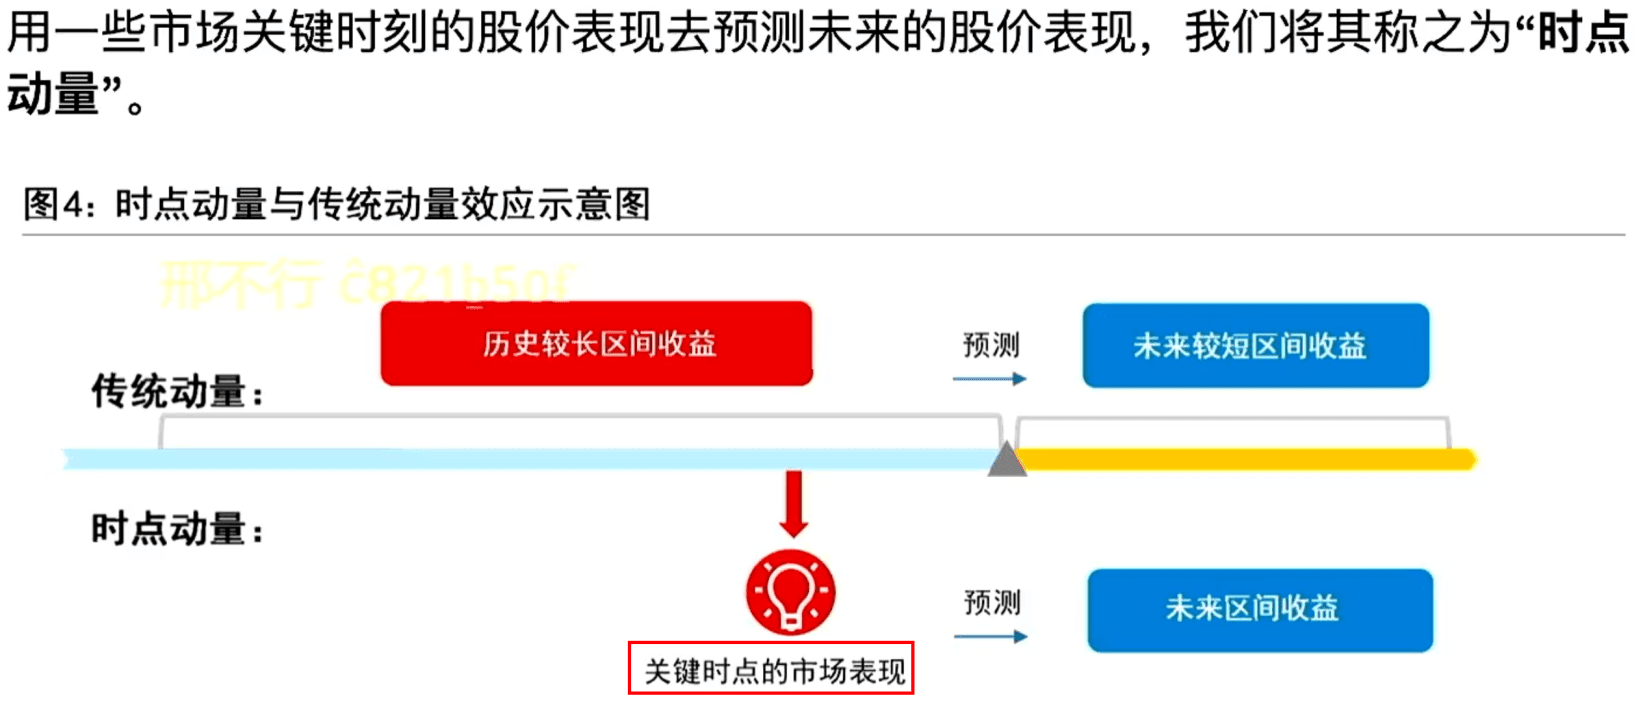 用一些市场关键时刻的股价表现去预测未来的股价表现，我们将其称之为“时点
动量”。
图4：时点动量与传统动量效应示意图
邢不行
历史较长区间收益
预测
未来较短区间收益
传统动量：
时点动量：
预测
未来区间收益
关键时点的市场表现